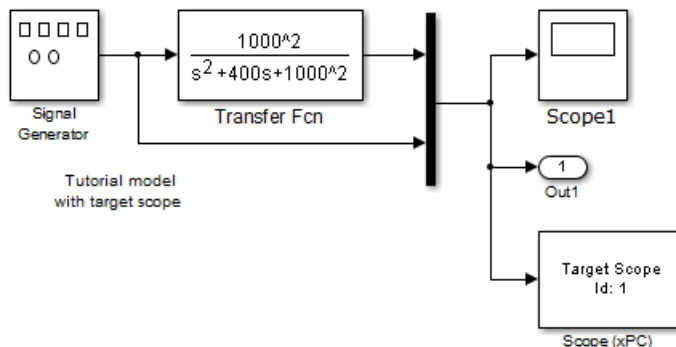 1000^2
s²+400s+1000^2
Signal
Generator
Transfer Fcn
Scope1
Tutorial model
with target scope
1
Out1
Target Scope
Id: 1
Scope (xPC)